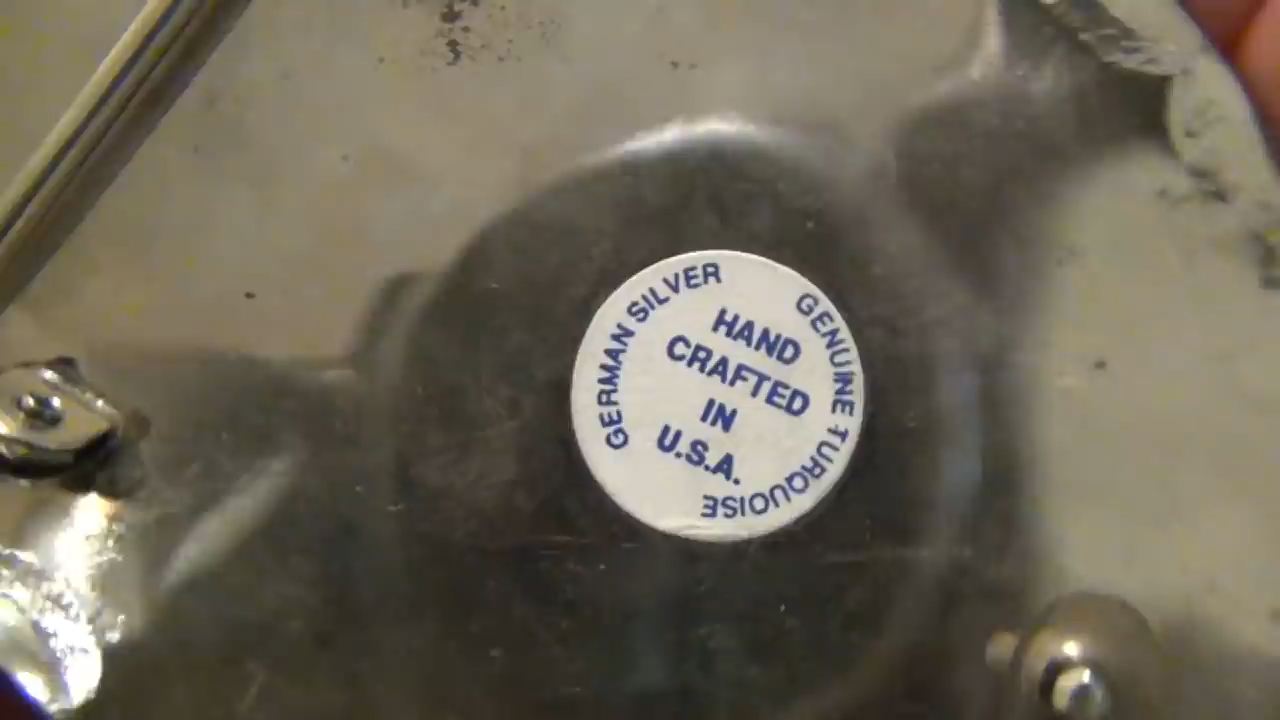 GERMAN SILVER
GENUINE TURQUOISE
HAND
CRAFTED
IN
U.S.A.